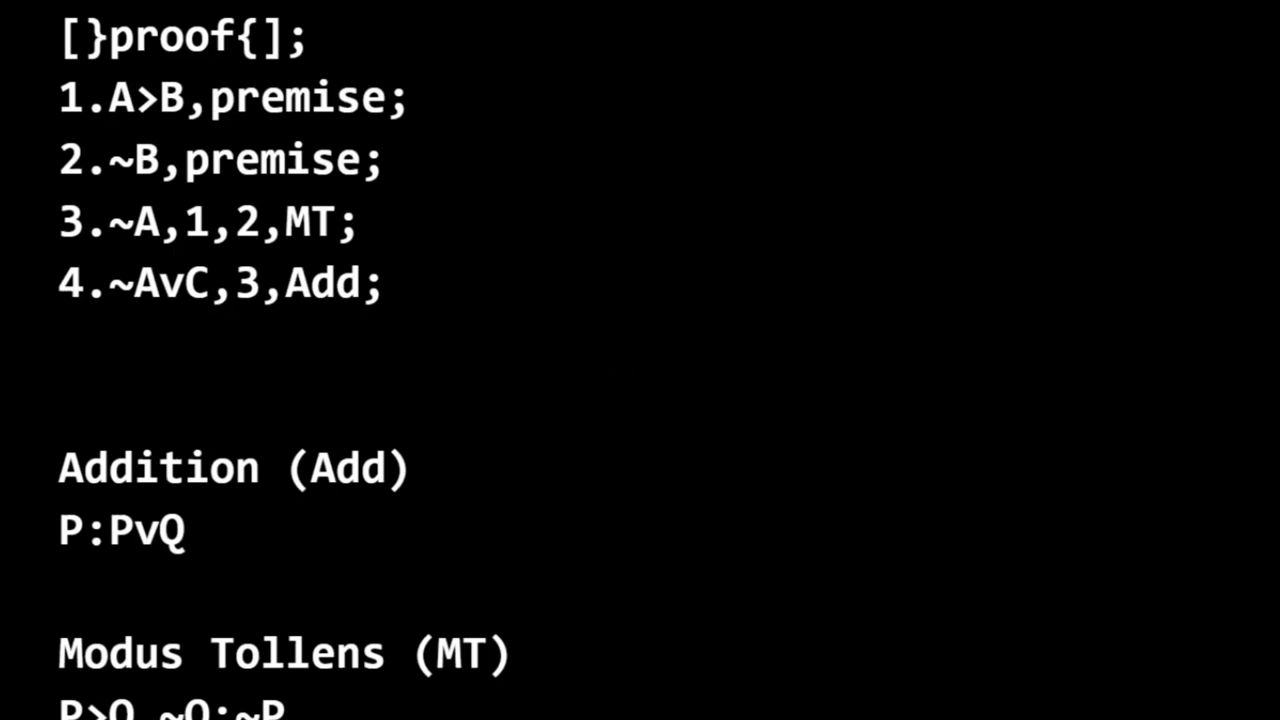 [}proof{];
1.A>B,premise;
2.~B,premise;
3.~A,1,2,MT;
4.~AvC,3,Add;
Addition (Add)
P:PvQ
Modus Tollens (MT)
P>Q,~Q:~P